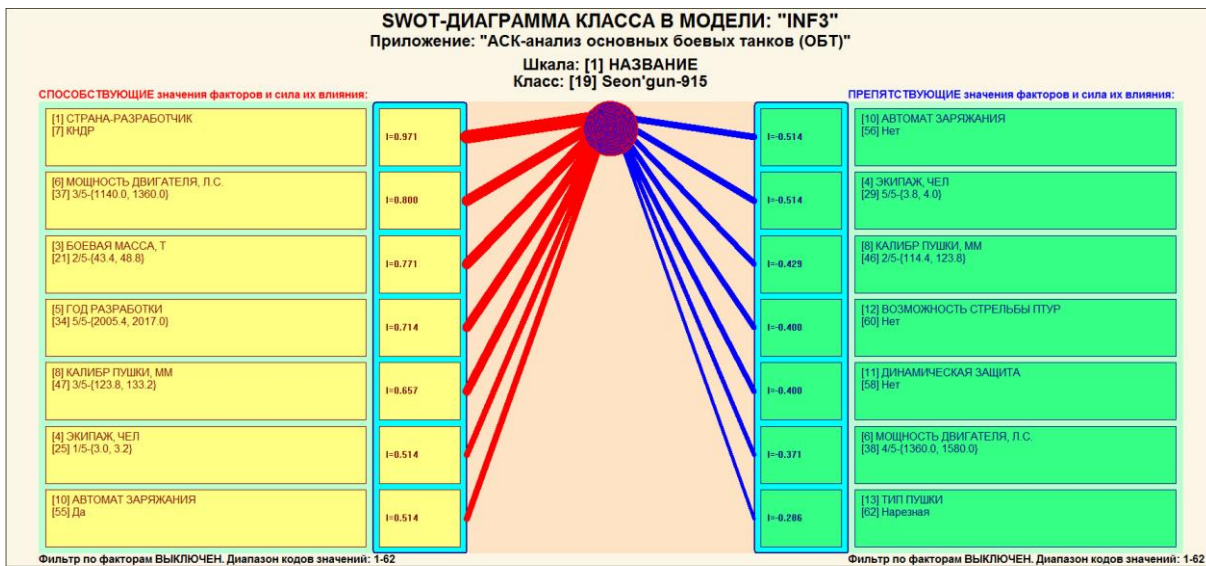 SWOT-ДИАГРАММА КЛАССА В МОДЕЛИ: "INF3"
Приложение: "АСК-анализ основных боевых танков (ОБТ)"
Шкала: [1] НАЗВАНИЕ
Класс: [19] Seon'gun-915
СПОСОБСТВУЮЩИЕ значения факторов и сила их влияния:
[1] СТРАНА-РАЗРАБОТЧИК
[7] КНДР
I=0.971
[6] МОЩНОСТЬ ДВИГАТЕЛЯ, Л.С.
[37] 3/5-{1140.0, 1360.0}
I=0.800
[3] БОЕВАЯ МАССА, Т
[21] 2/5-{43.4, 48.8}
I=0.771
[5] ГОД РАЗРАБОТКИ
[34] 5/5-{2005.4, 2017.0}
I=0.714
[8] КАЛИБР ПУШКИ, ММ
[47] 3/5-{123.8, 133.2}
I=0.657
[4] ЭКИПАЖ, ЧЕЛ
[25] 1/5-{3.0, 3.2}
I=0.514
[10] АВТОМАТ ЗАРЯЖАНИЯ
[55] Да
I=0.514
Фильтр по факторам ВЫКЛЮЧЕН. Диапазон кодов значений: 1-62
ПРЕПЯТСТВУЮЩИЕ значения факторов и сила их влияния:
I=-0.514
[10] АВТОМАТ ЗАРЯЖАНИЯ
[56] Нет
I=-0.514
[4] ЭКИПАЖ, ЧЕЛ
[29] 5/5-{3.8, 4.0}
I=-0.429
[8] КАЛИБР ПУШКИ, ММ
[46] 2/5-{114.4, 123.8}
I=-0.400
[12] ВОЗМОЖНОСТЬ СТРЕЛЬБЫ ПТУР
[60] Нет
I=-0.400
[11] ДИНАМИЧЕСКАЯ ЗАЩИТА
[58] Нет
I=-0.371
[6] МОЩНОСТЬ ДВИГАТЕЛЯ, Л.С.
[38] 4/5-{1360.0, 1580.0}
I=-0.286
[13] ТИП ПУШКИ
[62] Нарезная
Фильтр по факторам ВЫКЛЮЧЕН. Диапазон кодов значений: 1-62